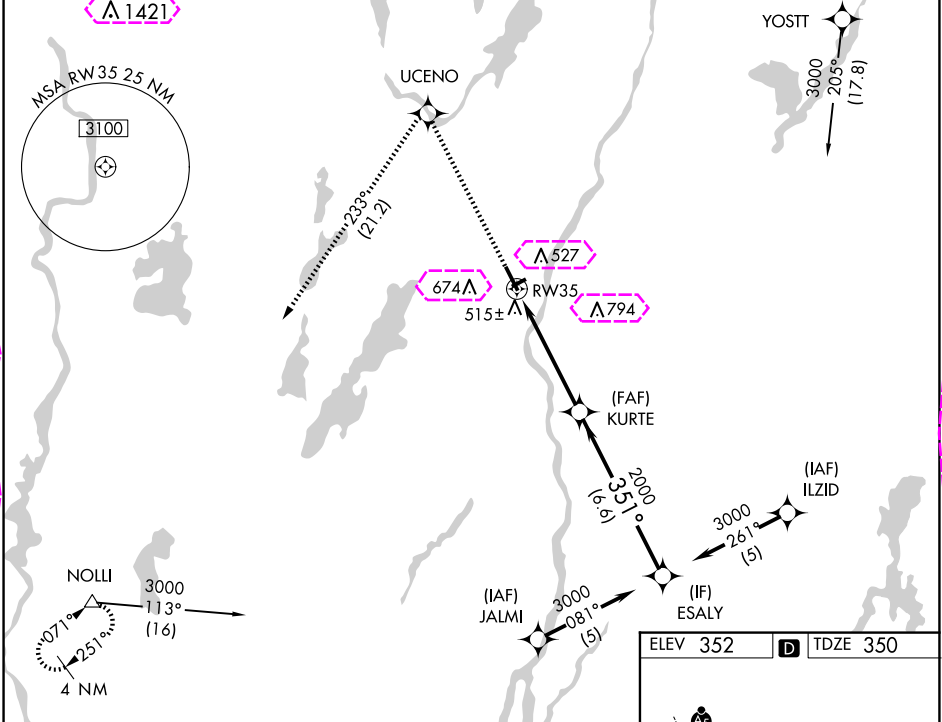 1421
YOSTT
3000
205°
(17.8)
UCENO
MSA RW35 25 NM
3100
233°
(21.2)
527
674
RW35
515±
794
(FAF)
KURTE
2000
351°
(6.6)
(IAF)
ILZID
3000
261°
(5)
NOLLI
3000
113°
(16)
071°
251°
4 NM
(IAF)
JALMI
3000
081°
(5)
(IF)
ESALY
ELEV 352 D TDZE 350